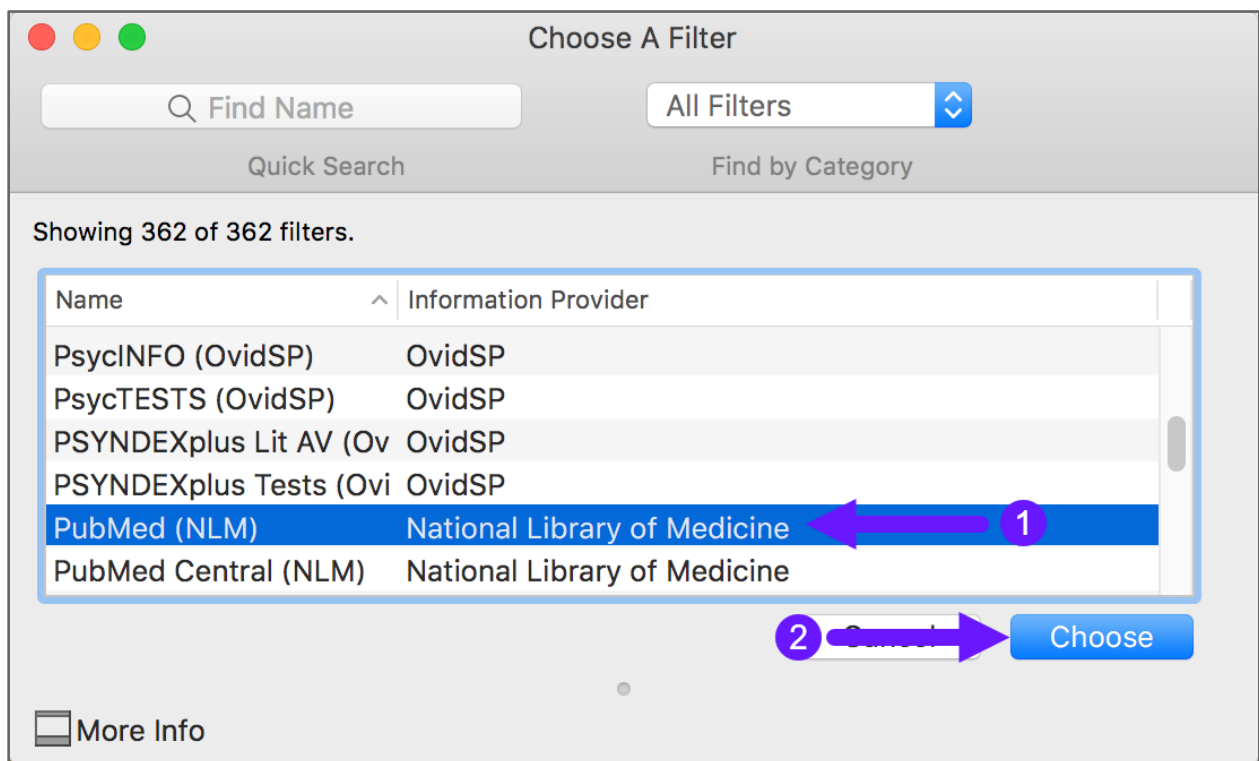 Choose A Filter
Find Name
All Filters
Quick Search
Find by Category
Showing 362 of 362 filters.
Name
Information Provider
PsycINFO (OvidSP) OvidSP
PsycTESTS (OvidSP) OvidSP
PSYNDEXplus Lit AV (Ov OvidSP
PSYNDEXplus Tests (Ovi OvidSP
PubMed (NLM) National Library of Medicine 1
PubMed Central (NLM) National Library of Medicine
2 Choose
More Info